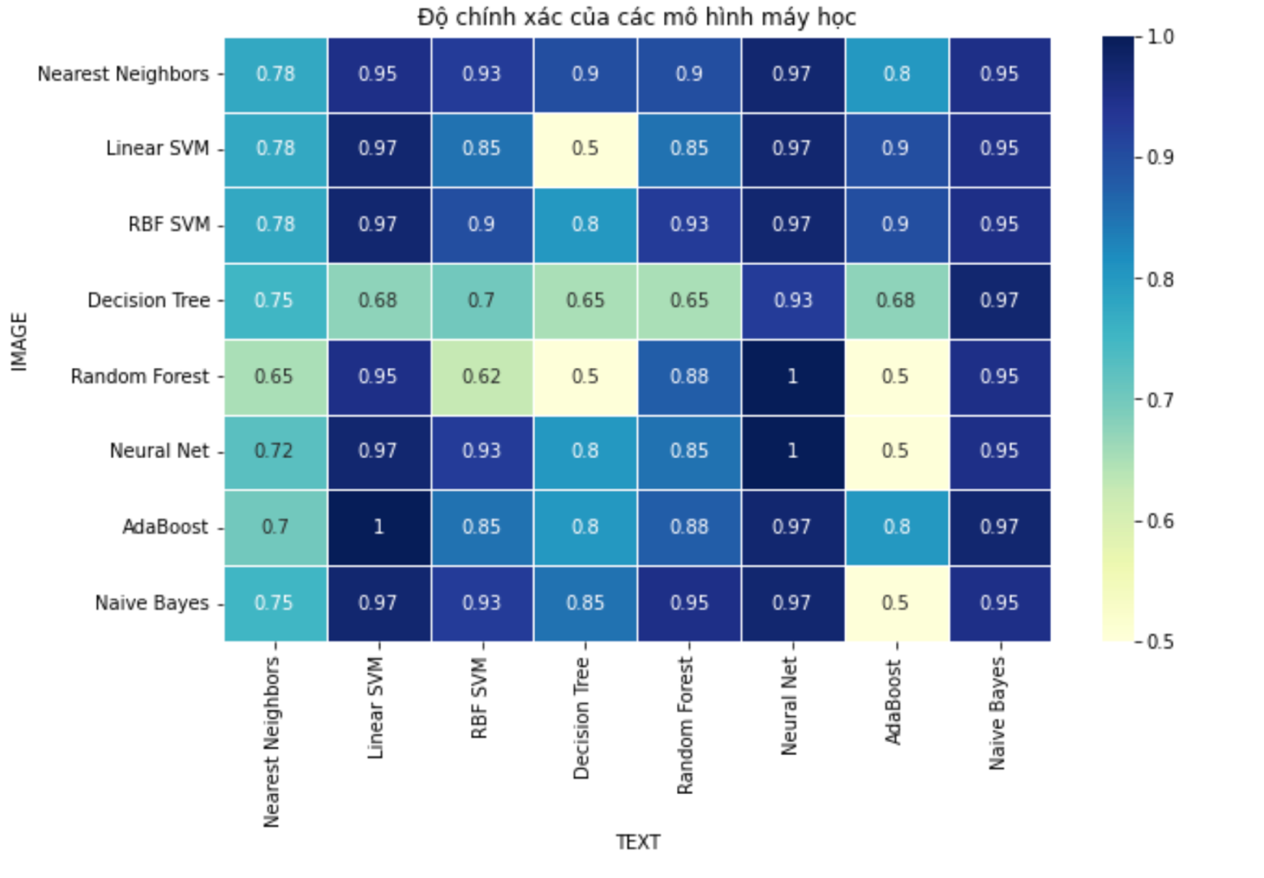 Độ chính xác của các mô hình máy học
Nearest Neighbors 0.78 0.95 0.93 0.9 0.9 0.97 0.8 0.95
Linear SVM 0.78 0.97 0.85 0.5 0.85 0.97 0.9 0.95
RBF SVM 0.78 0.97 0.9 0.8 0.93 0.97 0.9 0.95
Decision Tree 0.75 0.68 0.7 0.65 0.65 0.93 0.68 0.97
Random Forest 0.65 0.95 0.62 0.5 0.88 1 0.5 0.95
Neural Net 0.72 0.97 0.93 0.8 0.85 1 0.5 0.95
AdaBoost 0.7 1 0.85 0.8 0.88 0.97 0.8 0.97
Naive Bayes 0.75 0.97 0.93 0.85 0.95 0.97 0.5 0.95
IMAGE
Nearest Neighbors
Linear SVM
RBF SVM
Decision Tree
Random Forest
Neural Net
AdaBoost
Naive Bayes
TEXT
1.0
0.9
0.8
0.7
0.6
0.5